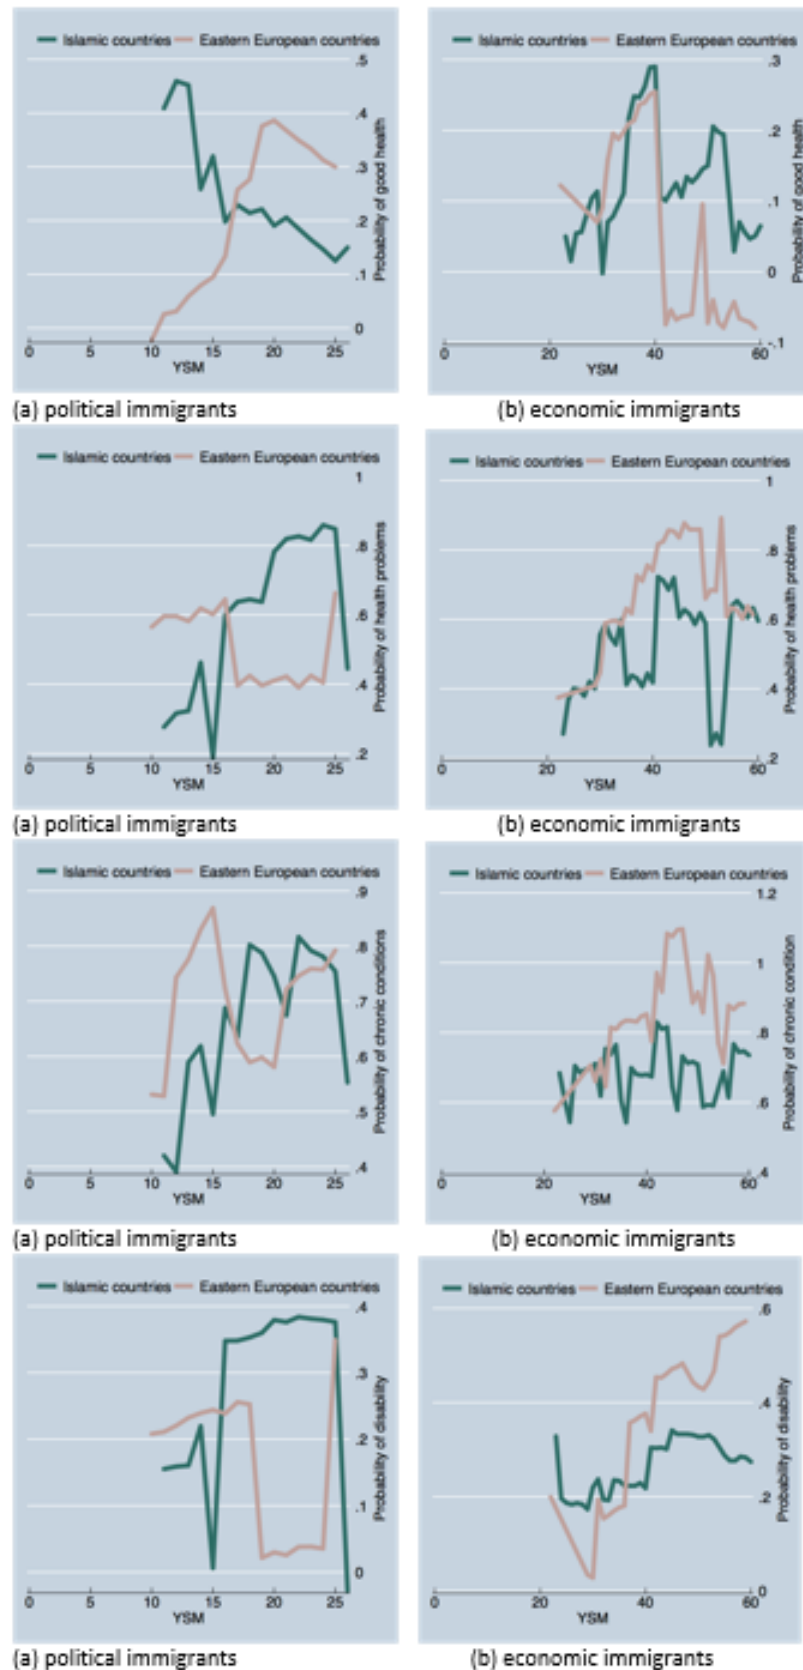 Islamic countries Eastern European countries
.5
.4
.3
.2
.1
0
Probability of good health
0 5 10 15 20 25
YSM
(a) political immigrants
Islamic countries Eastern European countries
.3
.2
.1
0
-.1
Probability of good health
0 20 40 60
YSM
(b) economic immigrants
Islamic countries Eastern European countries
1
.8
.6
.4
.2
Probability of health problems
0 5 10 15 20 25
YSM
(a) political immigrants
Islamic countries Eastern European countries
1
.8
.6
.4
.2
Probability of health problems
0 20 40 60
YSM
(b) economic immigrants
Islamic countries Eastern European countries
.9
.8
.7
.6
.5
.4
Probability of chronic conditions
0 5 10 15 20 25
YSM
(a) political immigrants
Islamic countries Eastern European countries
1.2
1
.8
.6
.4
Probability of chronic condition
0 20 40 60
YSM
(b) economic immigrants
Islamic countries Eastern European countries
.4
.3
.2
.1
0
Probability of disability
0 5 10 15 20 25
YSM
(a) political immigrants
Islamic countries Eastern European countries
.6
.4
.2
0
Probability of disability
0 20 40 60
YSM
(b) economic immigrants